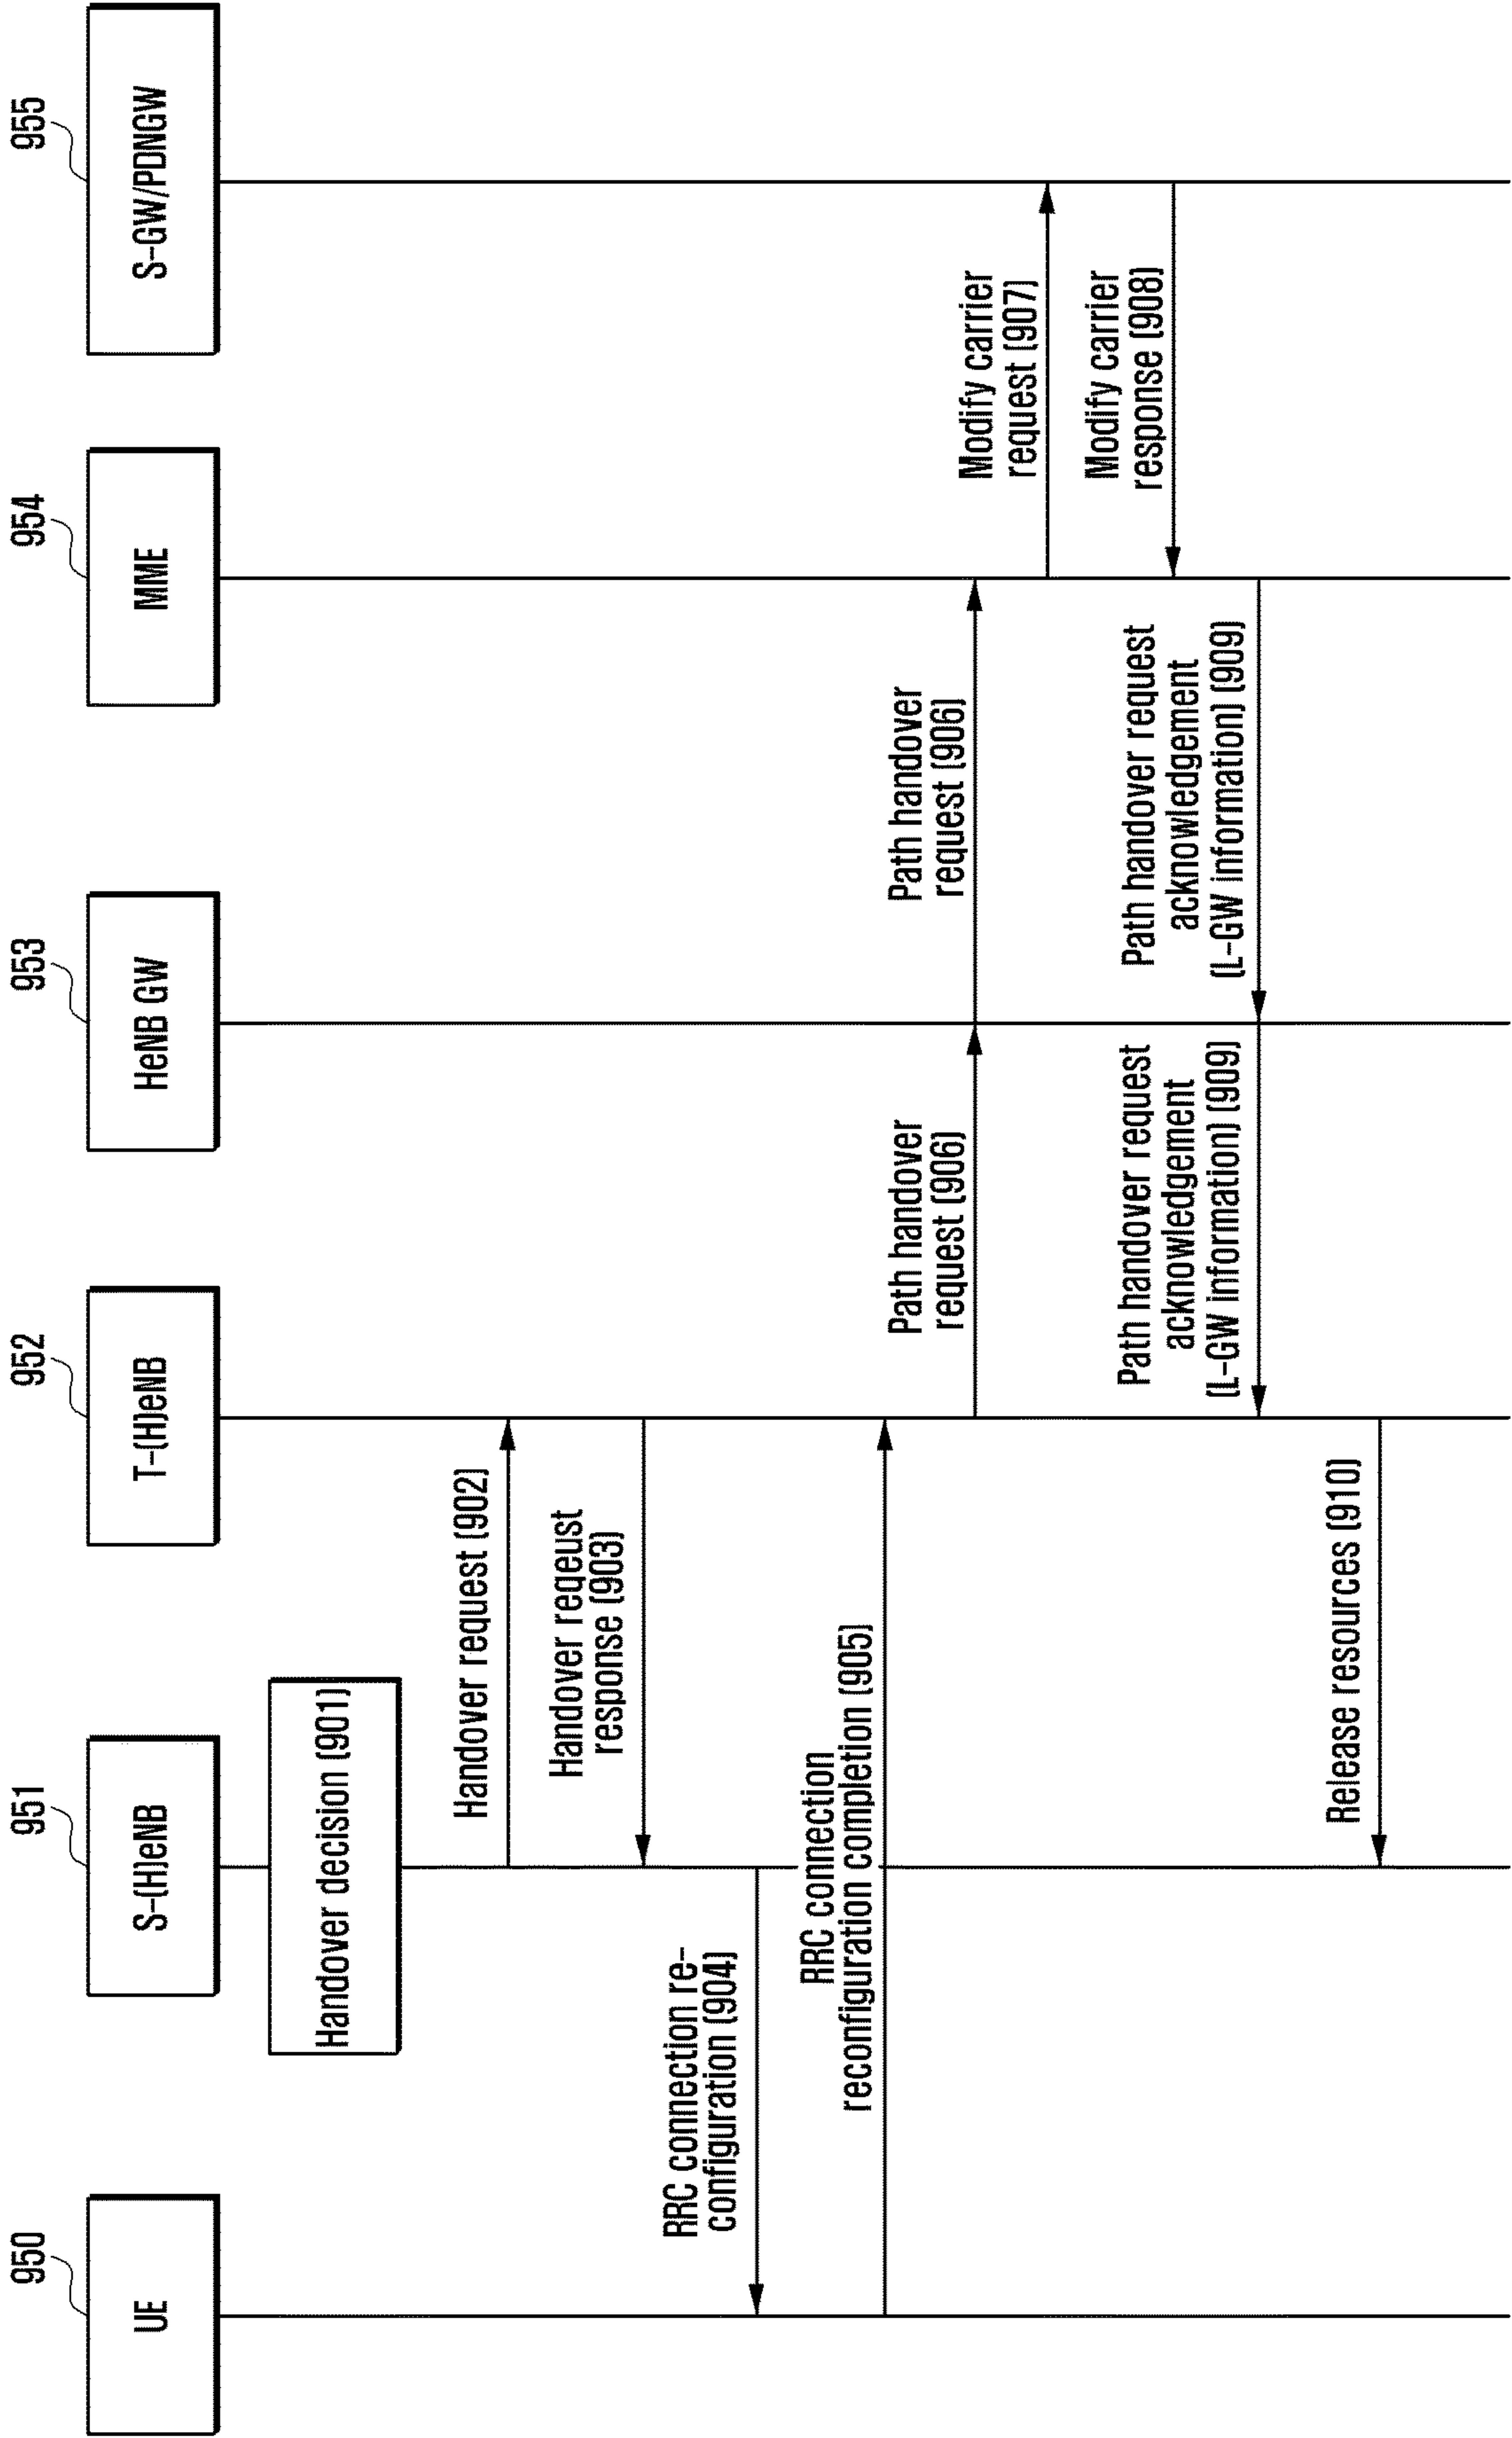 950
951
952
953
954
955
UE
S-(H)eNB
T-(H)eNB
HeNB GW
MME
S-GW/PDNGW
Handover decision (901)
Handover request (902)
Handover reqeust
response (903)
RRC connection re-
configuration (904)
RRC connection
reconfiguration completion (905)
Path handover
request (906)
Path handover
request (906)
Modify carrier
request (907)
Modify carrier
response (908)
Path handover request
acknowledgement
(L-GW information) (909)
Path handover request
acknowledgement
(L-GW information) (909)
Release resources (910)